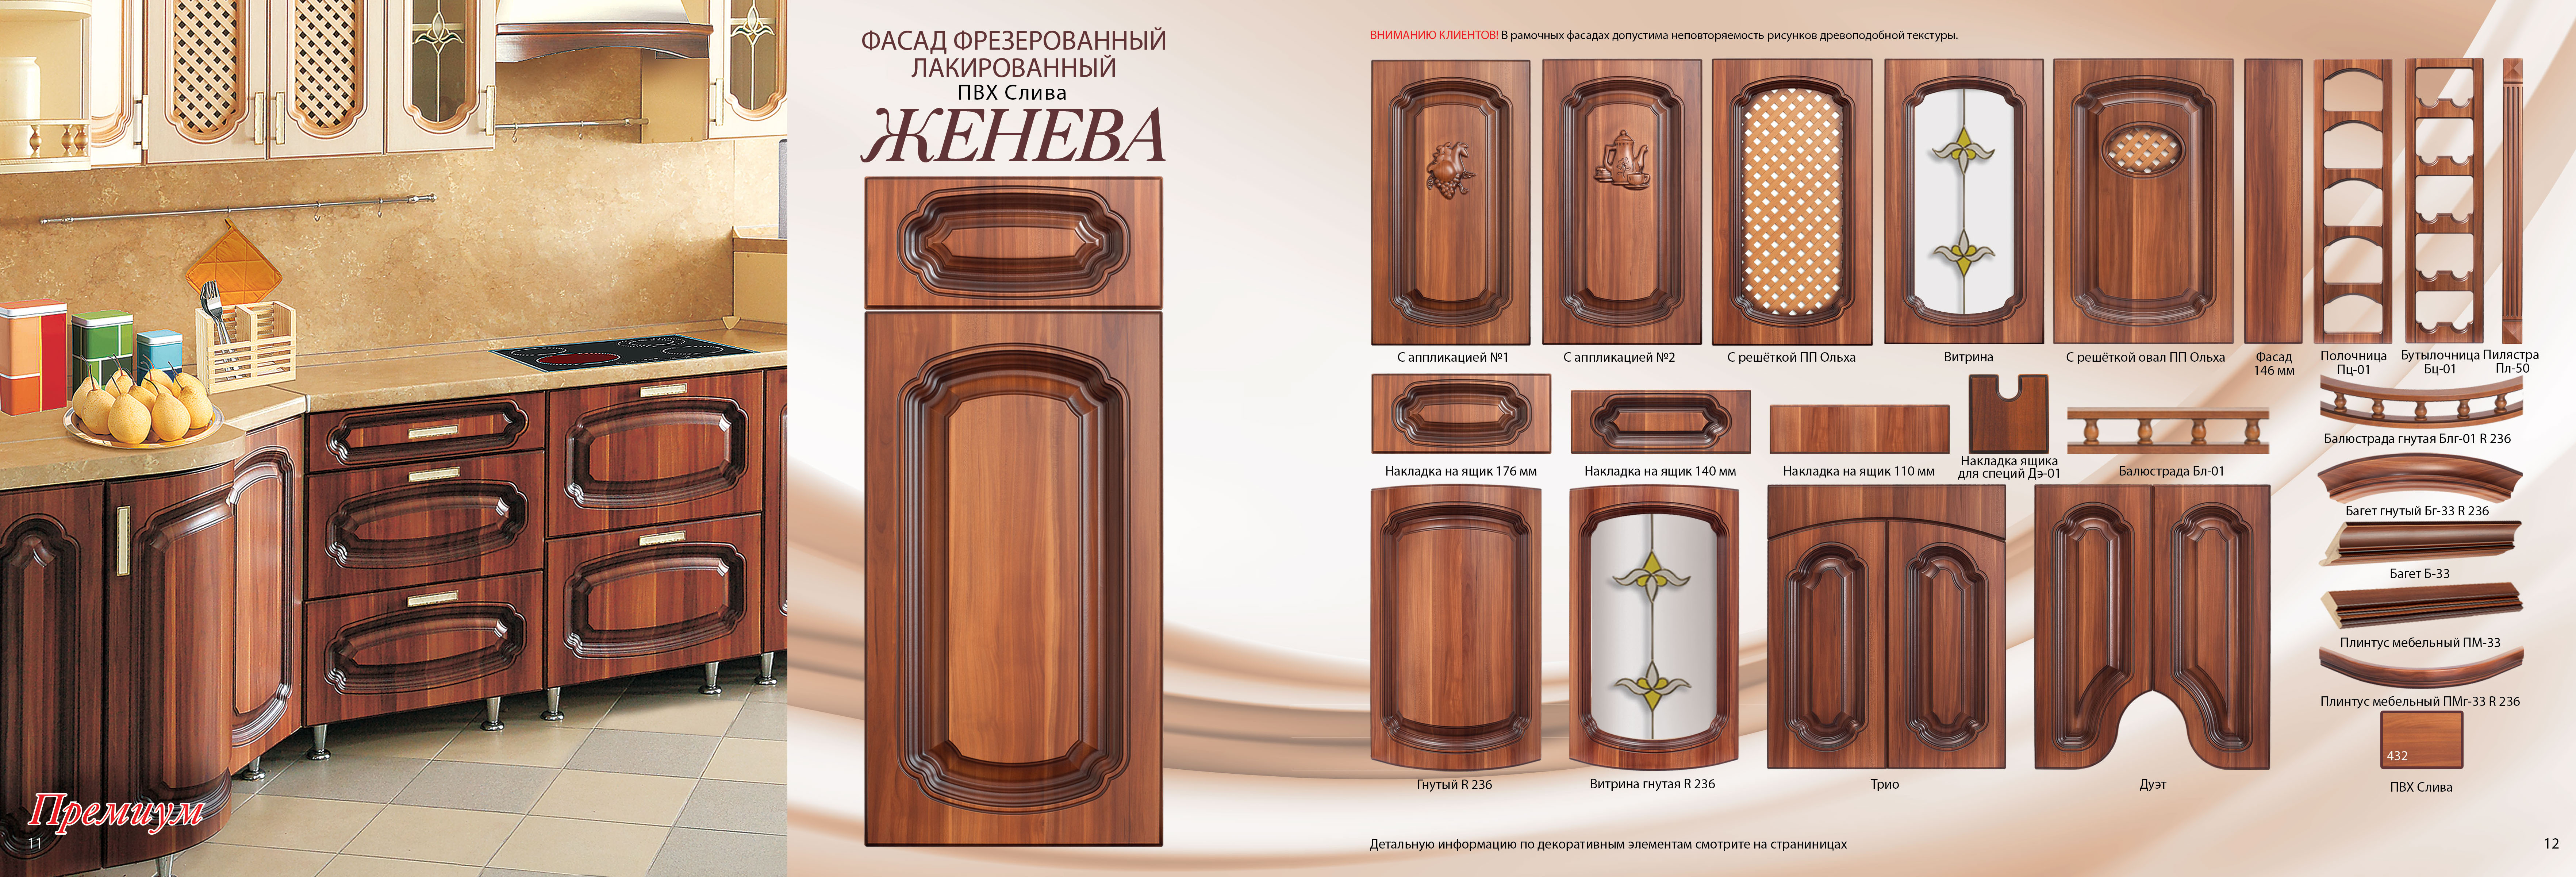 Премиум
11
ФАСАД ФРЕЗЕРОВАННЫЙ
ЛАКИРОВАННЫЙ
ПВХ Слива
ЖЕНЕВА
ВНИМАНИЮ КЛИЕНТОВ! В рамочных фасадах допустима неповторяемость рисунков древоподобной текстуры.
С аппликацией №1
С аппликацией №2
С решёткой ПП Ольха
Витрина
С решёткой овал ПП Ольха
Фасад
146 мм
Полочница
Пц-01
Бутылочница
Бц-01
Пилястра
Пл-50
Балюстрада гнутая Блг-01 R 236
Накладка на ящик 176 мм
Накладка на ящик 140 мм
Накладка на ящик 110 мм
Накладка ящика
для специй Дэ-01
Балюстрада Бл-01
Багет гнутый Бг-33 R 236
Багет Б-33
Плинтус мебельный ПМ-33
Плинтус мебельный ПМг-33 R 236
432
ПВХ Слива
Гнутый R 236
Витрина гнутая R 236
Трио
Дуэт
Детальную информацию по декоративным элементам смотрите на страниницах
12